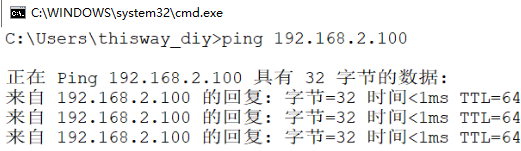 C:\WINDOWS\system32\cmd.exe
C:\Users\thisway_diy>ping 192.168.2.100
正在 Ping 192.168.2.100 具有 32 字节的数据：
来自 192.168.2.100 的回复：字节=32 时间<1ms TTL=64
来自 192.168.2.100 的回复：字节=32 时间<1ms TTL=64
来自 192.168.2.100 的回复：字节=32 时间<1ms TTL=64